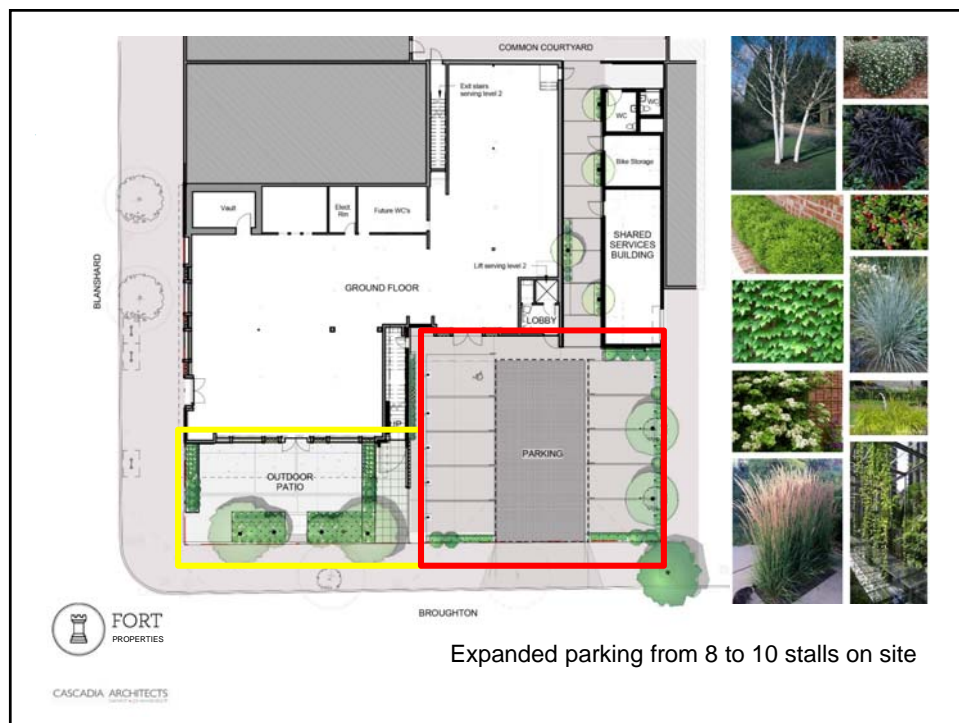 COMMON COURTYARD
Exit stairs
serving level 2
WC
WC
Bike Storage
Vault
Elect.
Rm
Future WC's
SHARED
SERVICES
BUILDING
BLANSHARD
Lift serving level 2
GROUND FLOOR
LOBBY
UP
PARKING
OUTDOOR
PATIO
BROUGHTON
FORT
PROPERTIES
Expanded parking from 8 to 10 stalls on site
CASCADIA ARCHITECTS